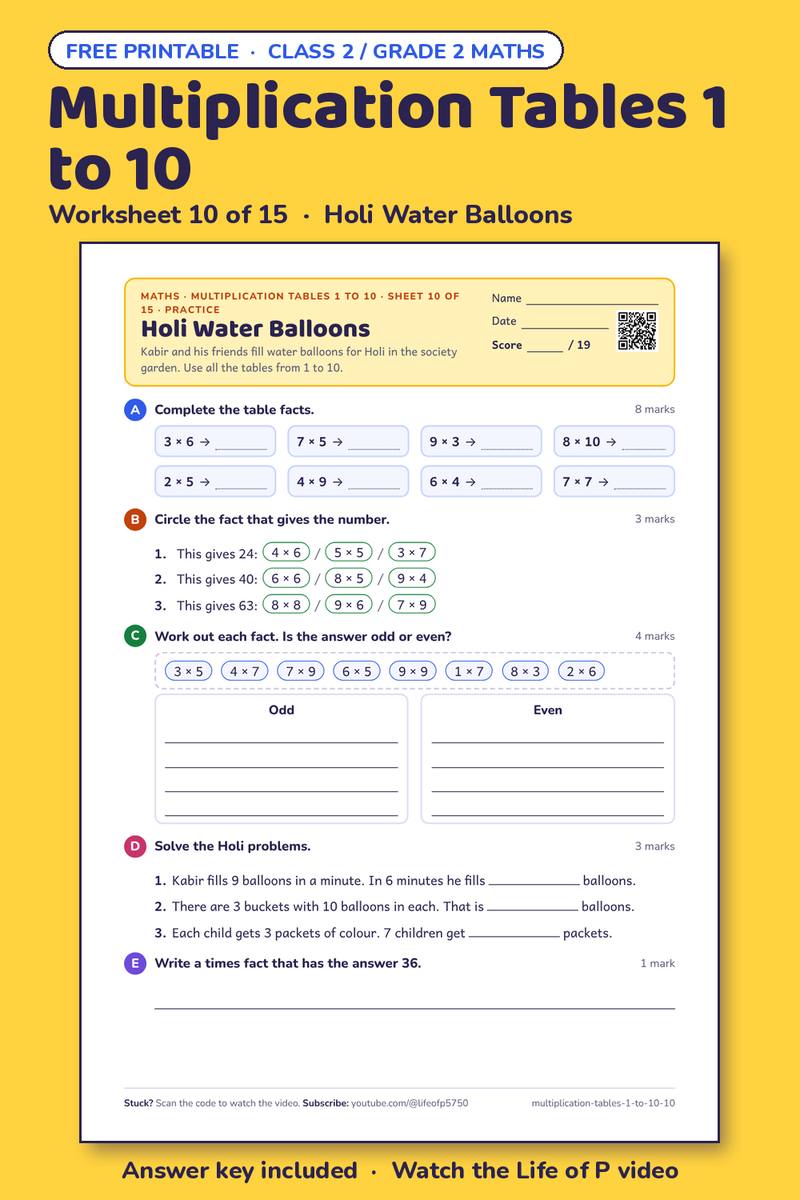 FREE PRINTABLE · CLASS 2 / GRADE 2 MATHS
Multiplication Tables 1
to 10
Worksheet 10 of 15 · Holi Water Balloons
MATHS · MULTIPLICATION TABLES 1 TO 10 · SHEET 10 OF
15 · PRACTICE
Holi Water Balloons
Kabir and his friends fill water balloons for Holi in the society
garden. Use all the tables from 1 to 10.
Name
Date
Score / 19
A Complete the table facts. 8 marks
3 × 6 → 7 × 5 → 9 × 3 → 8 × 10 →
2 × 5 → 4 × 9 → 6 × 4 → 7 × 7 →
B Circle the fact that gives the number. 3 marks
1. This gives 24: 4 × 6 / 5 × 5 / 3 × 7
2. This gives 40: 6 × 6 / 8 × 5 / 9 × 4
3. This gives 63: 8 × 8 / 9 × 6 / 7 × 9
C Work out each fact. Is the answer odd or even? 4 marks
3 × 5 4 × 7 7 × 9 6 × 5 9 × 9 1 × 7 8 × 3 2 × 6
Odd Even
D Solve the Holi problems. 3 marks
1. Kabir fills 9 balloons in a minute. In 6 minutes he fills balloons.
2. There are 3 buckets with 10 balloons in each. That is balloons.
3. Each child gets 3 packets of colour. 7 children get packets.
E Write a times fact that has the answer 36. 1 mark
Stuck? Scan the code to watch the video. Subscribe: youtube.com/@lifeofp5750 multiplication-tables-1-to-10-10
Answer key included · Watch the Life of P video